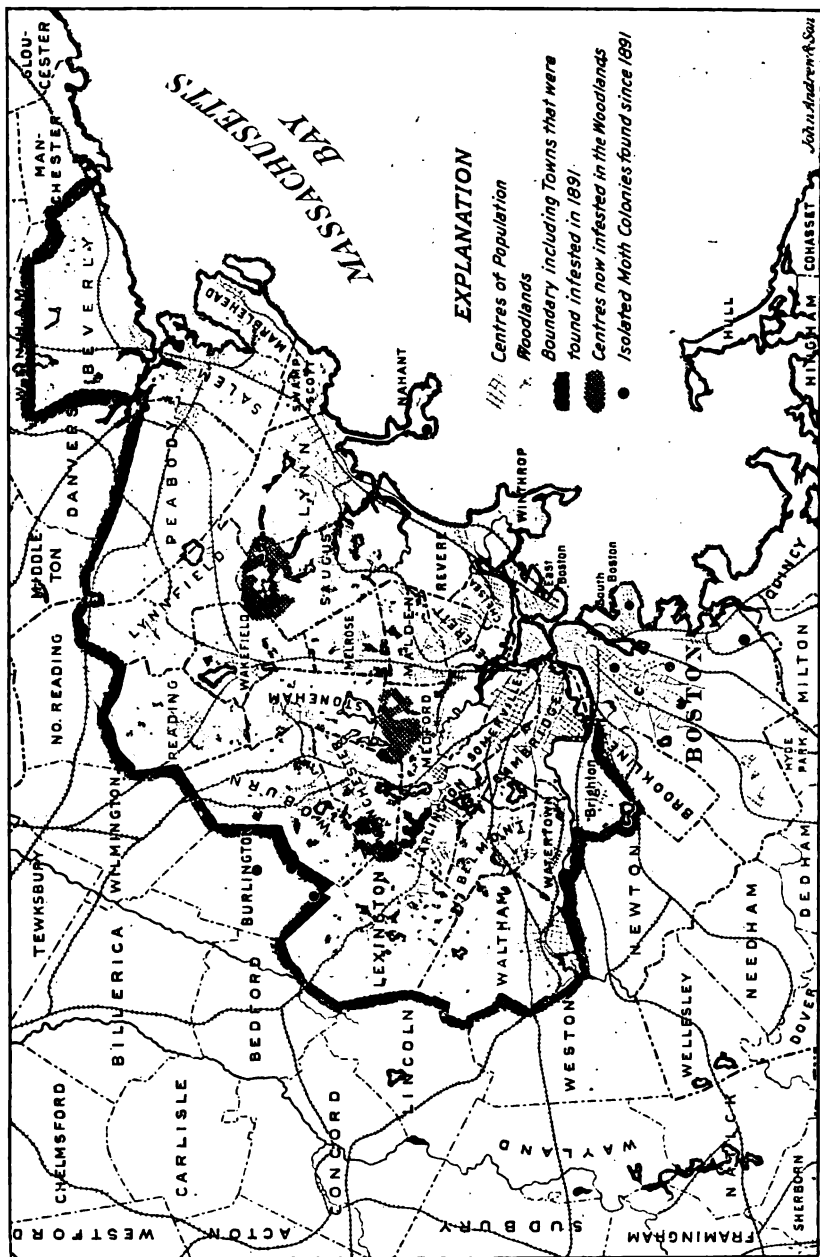 GLOU-
CESTER
MAN-
CHESTER
WENHAM
BEVERLY
DANVERS
MIDDLE-
TON
NO. READING
WILMINGTON
TEWKSBURY
BILLERICA
CHELMSFORD
CARLISLE
WESTFORD
ACTON
CONCORD
BEDFORD
BURLINGTON
LEXINGTON
LINCOLN
WOBURN
READING
LYNNFIELD
PEABODY
SALEM
MARBLEHEAD
SWAMP
SCOTT
LYNN
NAHANT
SAUGUS
WAKEFIELD
STONEHAM
MELROSE
MALDEN
MEDFORD
WINCHESTER
ARLINGTON
BELMONT
WALTHAM
WATERTOWN
CAMBRIDGE
SOMERVILLE
EVERETT
CHELSEA
REVERE
WINTHROP
East
Boston
South Boston
BOSTON
Brighton
BROOKLINE
NEWTON
WESTON
WELLESLEY
NEEDHAM
DOVER
DEDHAM
HYDE
PARK
MILTON
QUINCY
HULL
HINGHAM
COHASSET
SUDBURY
WAYLAND
FRAMINGHAM
NATICK
SHERBORN
MASSACHUSETTS
BAY
EXPLANATION
Centres of Population
Woodlands
Boundary including Towns that were
found infested in 1891
Centres now infested in the Woodlands
Isolated Moth Colonies found since 1891
John Andrew & Son